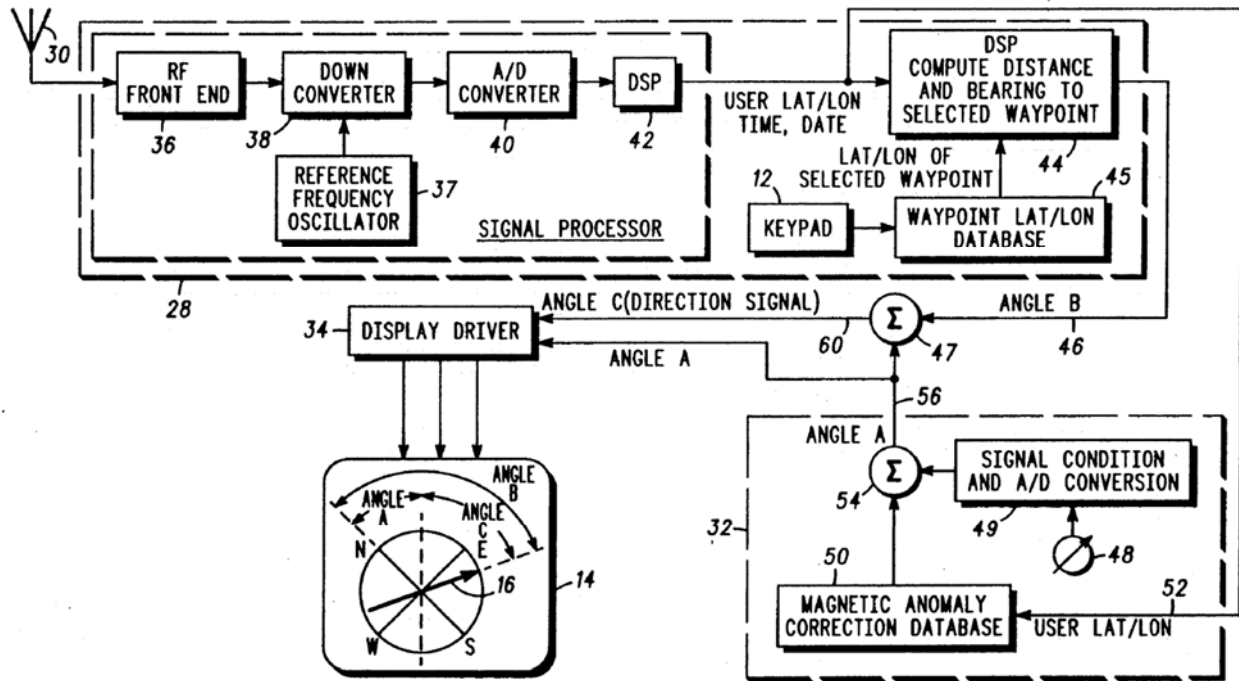 30
RF
FRONT END
36
DOWN
CONVERTER
38
A/D
CONVERTER
40
DSP
42
REFERENCE
FREQUENCY
OSCILLATOR
37
SIGNAL PROCESSOR
USER LAT/LON
TIME, DATE
DSP
COMPUTE DISTANCE
AND BEARING TO
SELECTED WAYPOINT
44
LAT/LON OF
SELECTED WAYPOINT
12
KEYPAD
45
WAYPOINT LAT/LON
DATABASE
28
34
DISPLAY DRIVER
ANGLE C(DIRECTION SIGNAL)
60
ANGLE A
Σ
47
ANGLE B
46
56
ANGLE A
Σ
54
SIGNAL CONDITION
AND A/D CONVERSION
49
48
32
50
MAGNETIC ANOMALY
CORRECTION DATABASE
52
USER LAT/LON
ANGLE
B
ANGLE
A
ANGLE
C
N
E
16
W
S
14